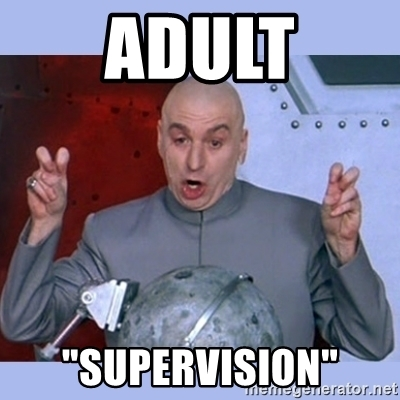 ADULT
"SUPERVISION"
memegenerator.net